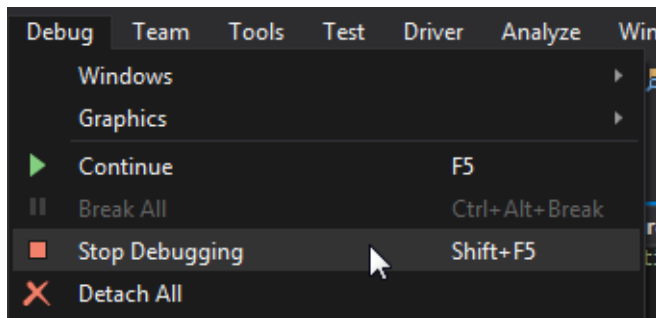 Debug Team Tools Test Driver Analyze Win
Windows
Graphics
Continue F5
Break All Ctrl+Alt+Break
Stop Debugging Shift+F5
Detach All